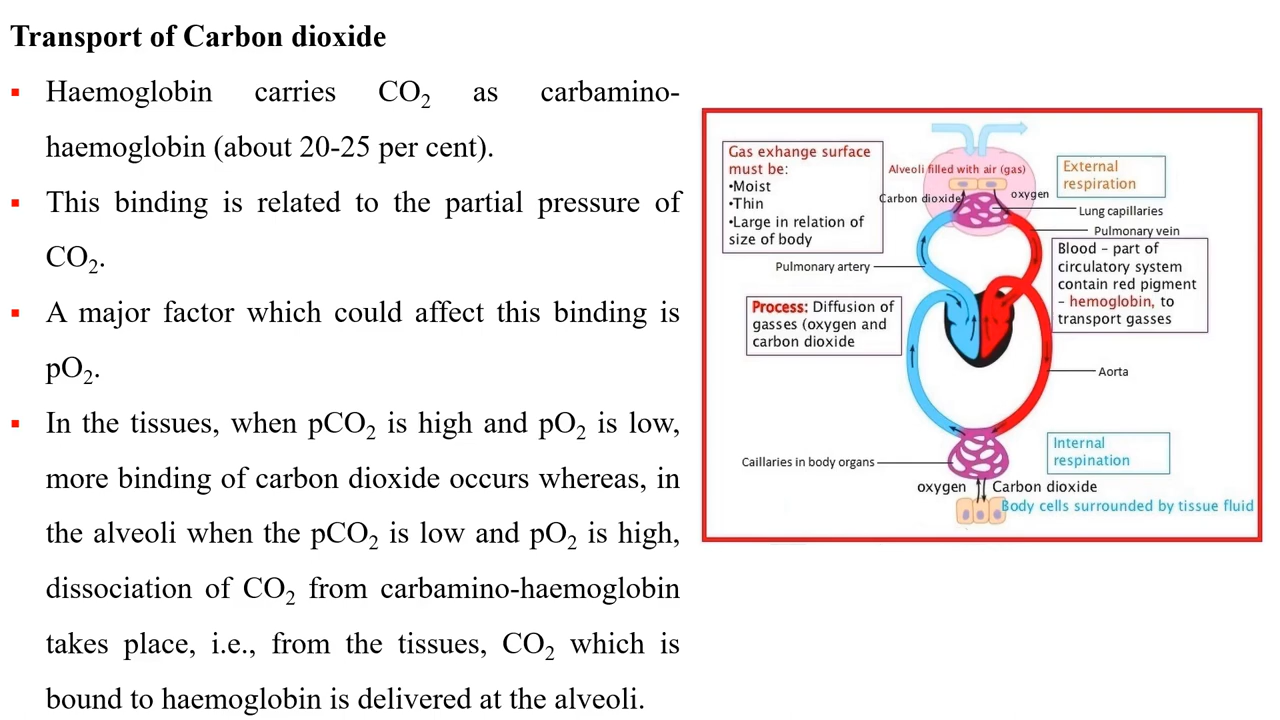 Transport of Carbon dioxide
▪ Haemoglobin carries CO₂ as carbamino-
haemoglobin (about 20-25 per cent).
▪ This binding is related to the partial pressure of
CO₂.
▪ A major factor which could affect this binding is
pO₂.
▪ In the tissues, when pCO₂ is high and pO₂ is low,
more binding of carbon dioxide occurs whereas, in
the alveoli when the pCO₂ is low and pO₂ is high,
dissociation of CO₂ from carbamino-haemoglobin
takes place, i.e., from the tissues, CO₂ which is
bound to haemoglobin is delivered at the alveoli.
Gas exhange surface
must be:
•Moist
•Thin
•Large in relation of
size of body
Alveoli filled with air (gas)
Carbon dioxide
oxygen
External
respiration
Lung capillaries
Pulmonary vein
Pulmonary artery
Blood – part of
circulatory system
contain red pigment
– hemoglobin, to
transport gasses
Process: Diffusion of
gasses (oxygen and
carbon dioxide
Aorta
Internal
respination
Caillaries in body organs
oxygen
Carbon dioxide
Body cells surrounded by tissue fluid